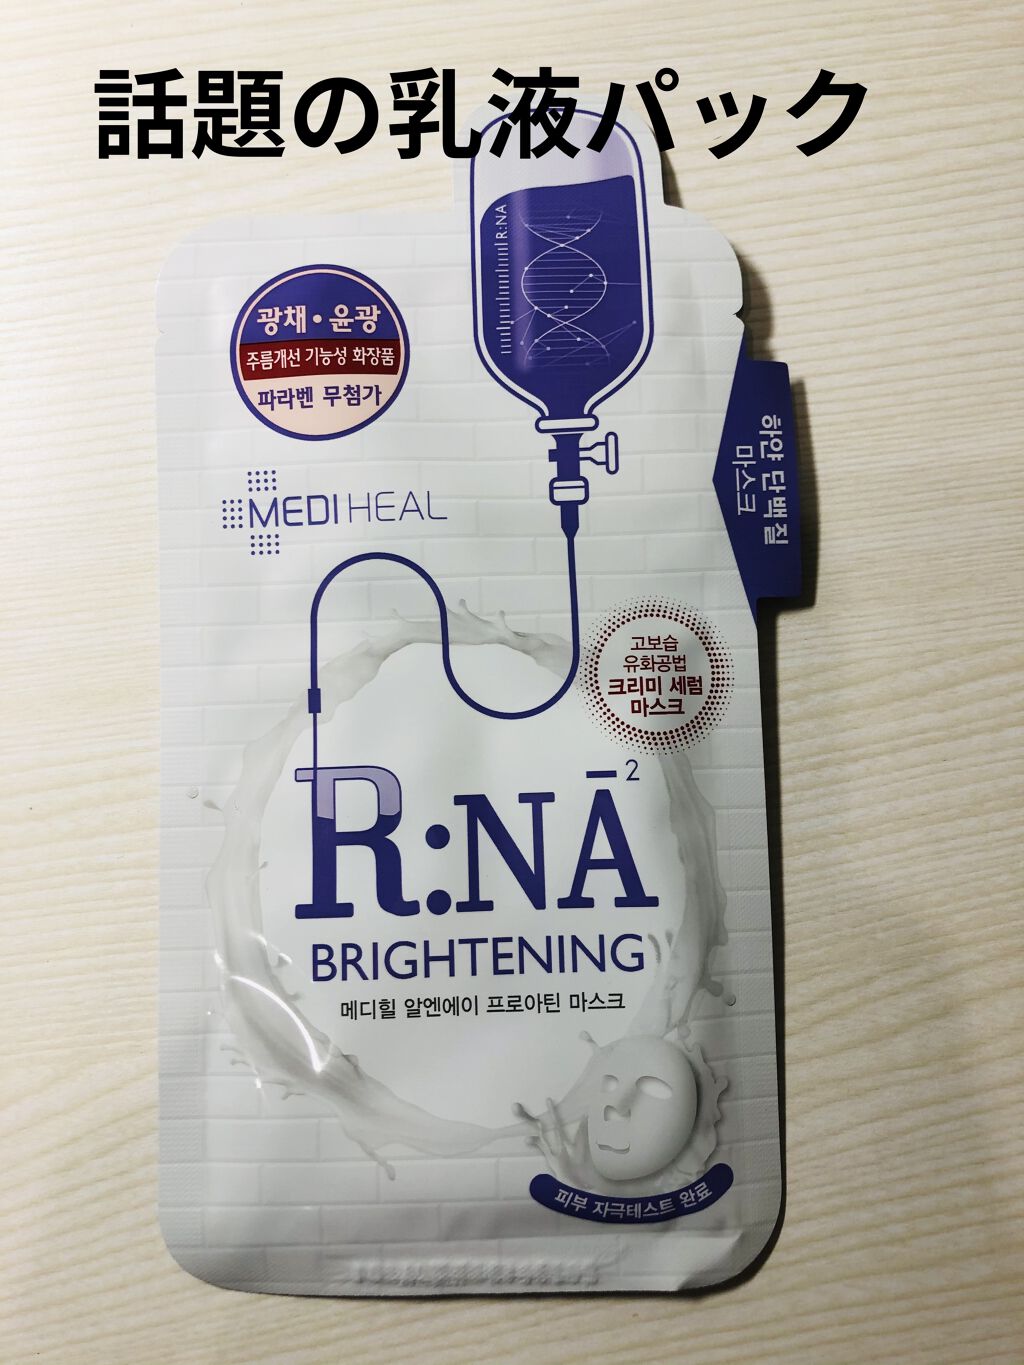 話題の乳液パック
R:NA
광채•윤광
주름개선 기능성 화장품
파라벤 무첨가
하얀 단백질
마스크
MEDIHEAL
고보습
유화공법
크리미 세럼
마스크
R:NĀ²
BRIGHTENING
메디힐 알엔에이 프로아틴 마스크
피부 자극테스트 완료